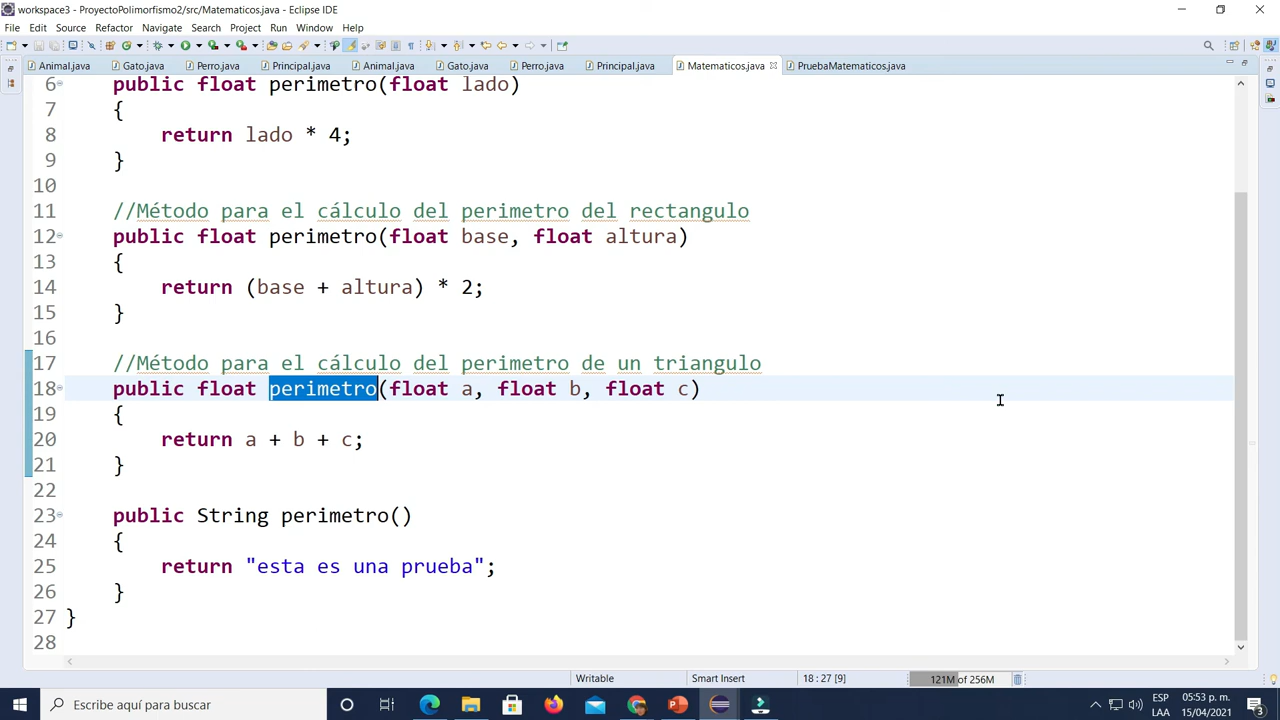 workspace3 - ProyectoPolimorfismo2/src/Matematicos.java - Eclipse IDE
File Edit Source Refactor Navigate Search Project Run Window Help
Animal.java Gato.java Perro.java Principal.java Animal.java Gato.java Perro.java Principal.java Matematicos.java PruebaMatematicos.java
6 public float perimetro(float lado)
7 {
8 return lado * 4;
9 }
10
11 //Método para el cálculo del perimetro del rectangulo
12 public float perimetro(float base, float altura)
13 {
14 return (base + altura) * 2;
15 }
16
17 //Método para el cálculo del perimetro de un triangulo
18 public float perimetro(float a, float b, float c)
19 {
20 return a + b + c;
21 }
22
23 public String perimetro()
24 {
25 return "esta es una prueba";
26 }
27 }
28
Writable Smart Insert 18 : 27 [9] 121M of 256M
Escribe aquí para buscar
ESP 05:53 p. m.
LAA 15/04/2021 3